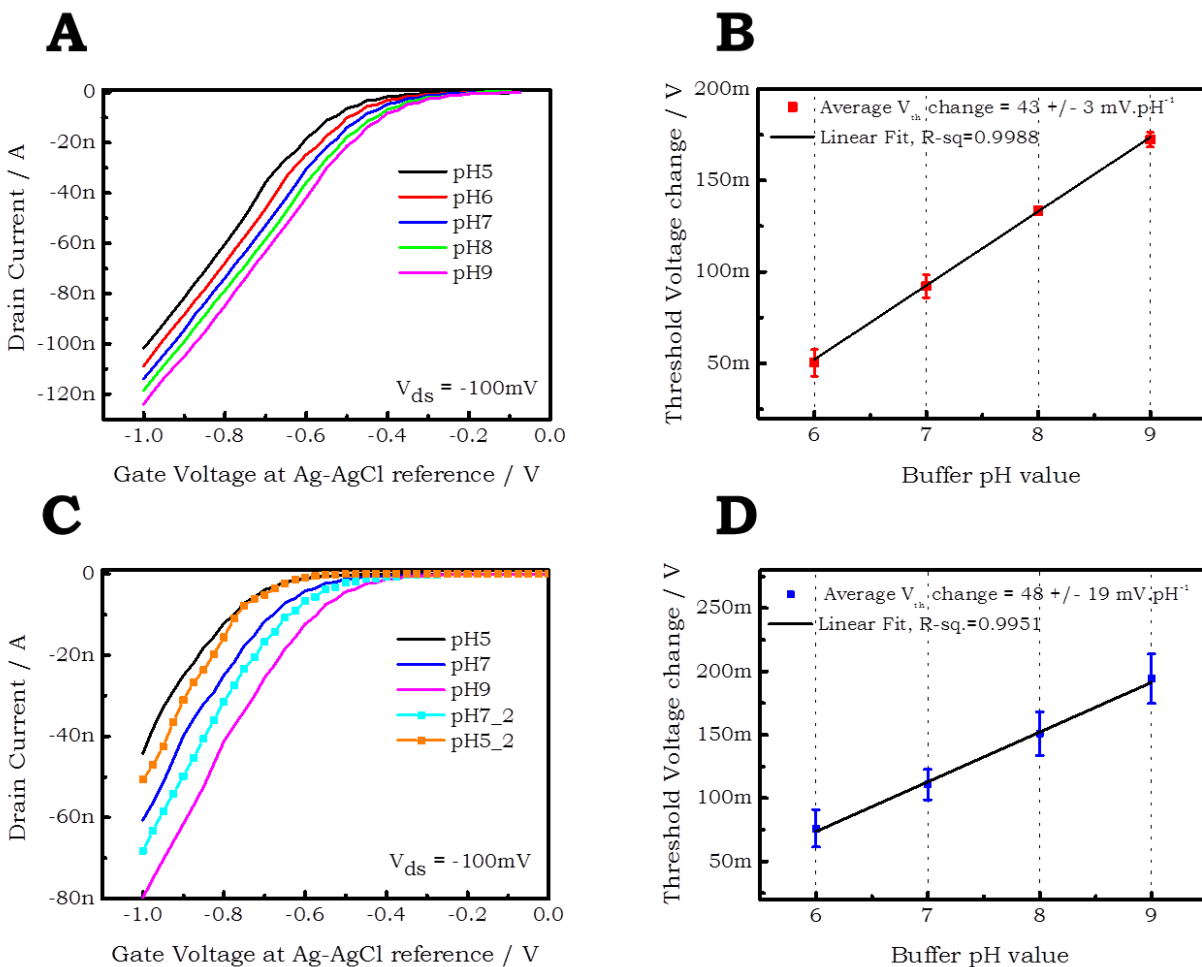 A
Drain Current / A
0
-20n
-40n
-60n
-80n
-100n
-120n
pH5
pH6
pH7
pH8
pH9
V_ds = -100mV
-1.0 -0.8 -0.6 -0.4 -0.2 0.0
Gate Voltage at Ag-AgCl reference / V
B
Threshold Voltage change / V
200m
150m
100m
50m
Average V_th change = 43 +/- 3 mV.pH⁻¹
Linear Fit, R-sq=0.9988
6 7 8 9
Buffer pH value
C
Drain Current / A
0
-20n
-40n
-60n
-80n
pH5
pH7
pH9
pH7_2
pH5_2
V_ds = -100mV
-1.0 -0.8 -0.6 -0.4 -0.2 0.0
Gate Voltage at Ag-AgCl reference / V
D
Threshold Voltage change / V
250m
200m
150m
100m
50m
Average V_th change = 48 +/- 19 mV.pH⁻¹
Linear Fit, R-sq.=0.9951
6 7 8 9
Buffer pH value